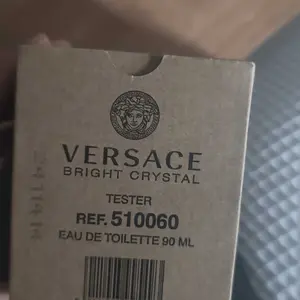 VERSACE
BRIGHT CRYSTAL
TESTER
REF. 510060
EAU DE TOILETTE 90 ML